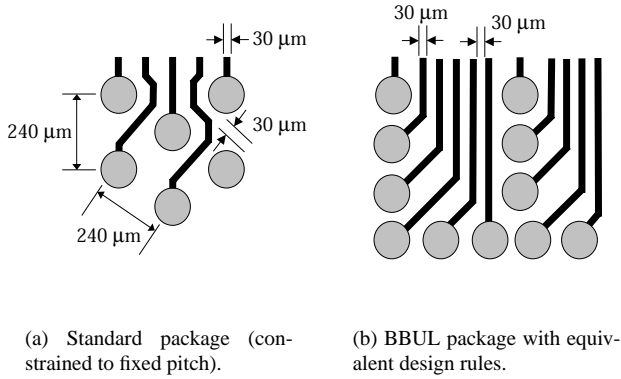 30 µm
30 µm
30 µm
30 µm
240 µm
240 µm
(a) Standard package (con-
strained to fixed pitch).
(b) BBUL package with equiv-
alent design rules.